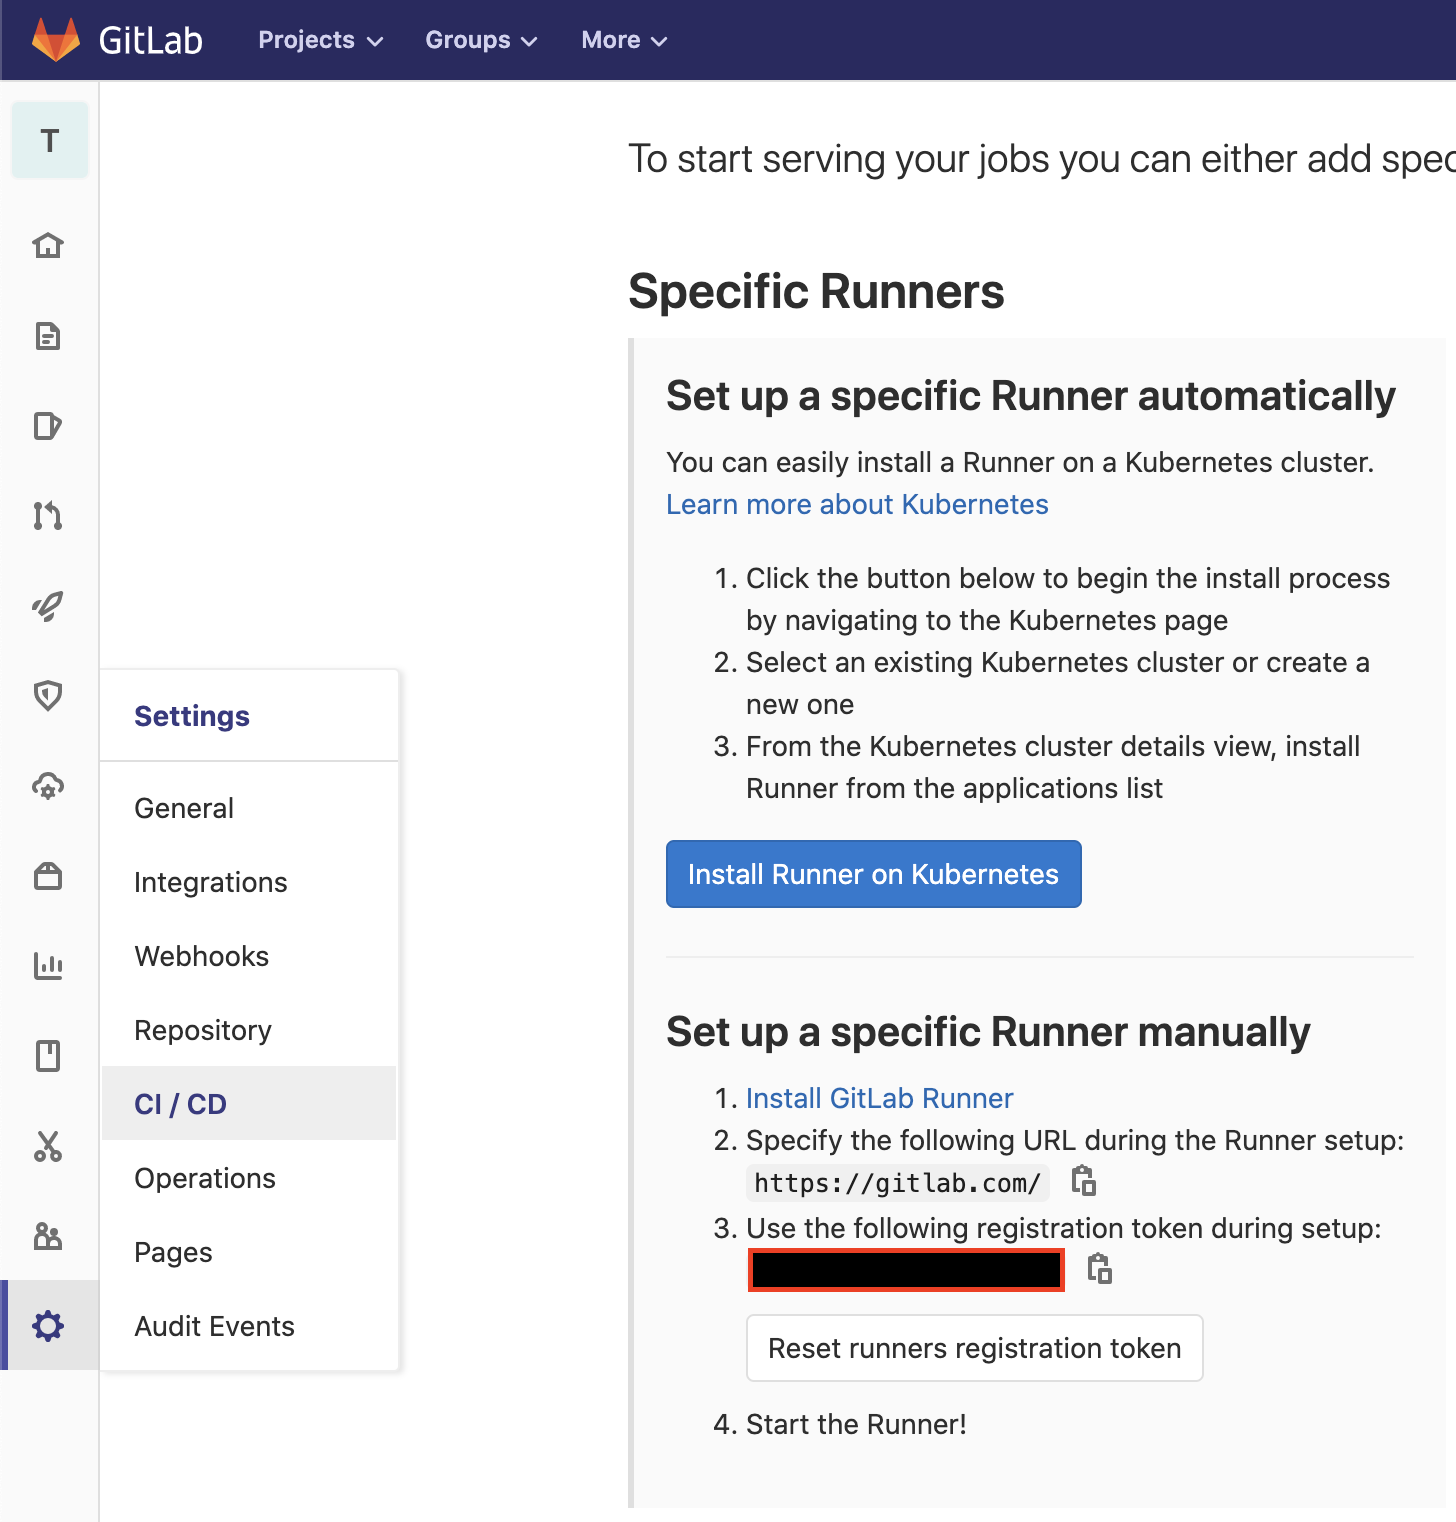 GitLab Projects Groups More
T
To start serving your jobs you can either add spec
Specific Runners
Set up a specific Runner automatically
You can easily install a Runner on a Kubernetes cluster.
Learn more about Kubernetes
1. Click the button below to begin the install process
by navigating to the Kubernetes page
2. Select an existing Kubernetes cluster or create a
new one
3. From the Kubernetes cluster details view, install
Runner from the applications list
Install Runner on Kubernetes
Set up a specific Runner manually
1. Install GitLab Runner
2. Specify the following URL during the Runner setup:
https://gitlab.com/
3. Use the following registration token during setup:
Reset runners registration token
4. Start the Runner!
Settings
General
Integrations
Webhooks
Repository
CI / CD
Operations
Pages
Audit Events